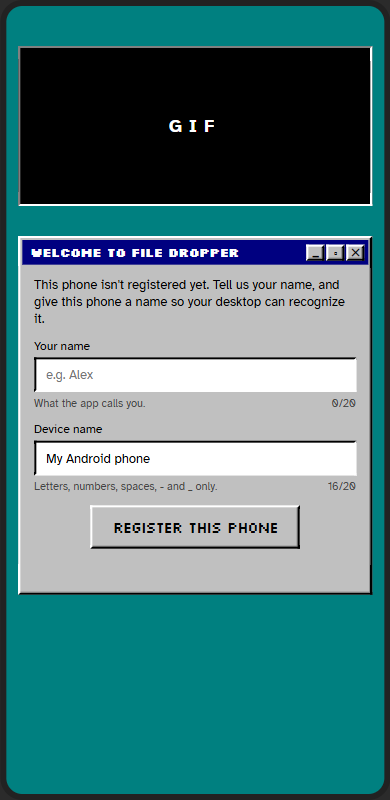 GIF
WELCOME TO FILE DROPPER
This phone isn't registered yet. Tell us your name, and
give this phone a name so your desktop can recognize
it.
Your name
e.g. Alex
What the app calls you. 0/20
Device name
My Android phone
Letters, numbers, spaces, - and _ only. 16/20
REGISTER THIS PHONE